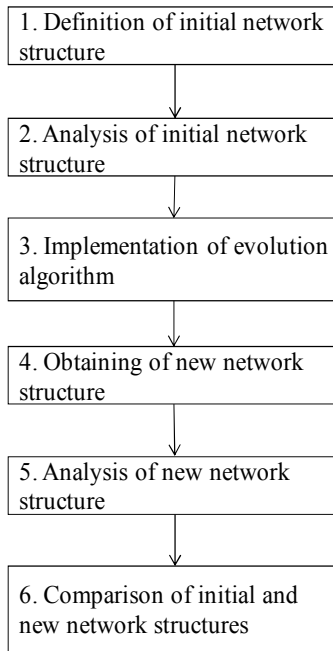 1. Definition of initial network
structure
2. Analysis of initial network
structure
3. Implementation of evolution
algorithm
4. Obtaining of new network
structure
5. Analysis of new network
structure
6. Comparison of initial and
new network structures